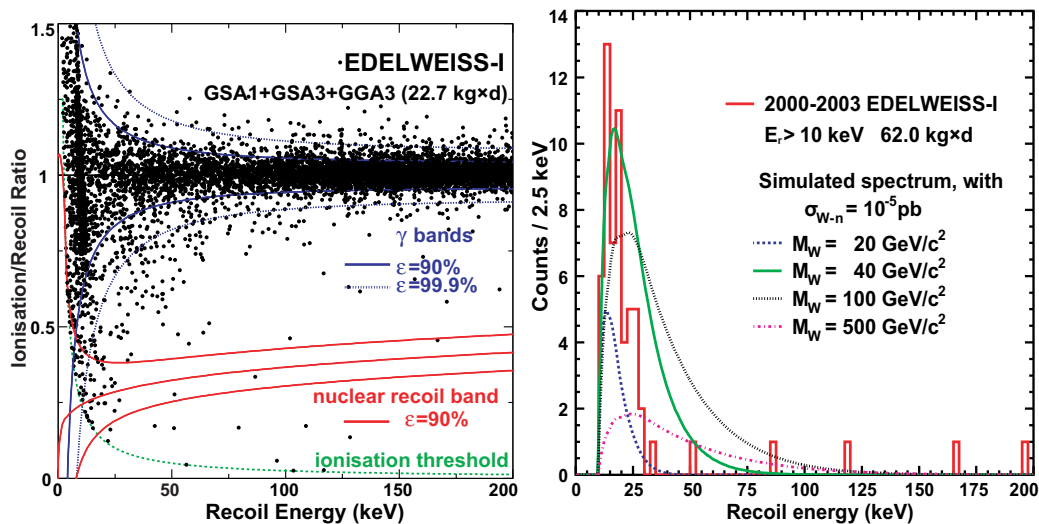 1.5
1
0.5
0
Ionisation/Recoil Ratio
EDELWEISS-I
GSA1+GSA3+GGA3 (22.7 kg×d)
γ bands
ε=90%
ε=99.9%
nuclear recoil band
ε=90%
ionisation threshold
0 50 100 150 200
Recoil Energy (keV)
14
12
10
8
6
4
2
0
Counts / 2.5 keV
2000-2003 EDELWEISS-I
Er> 10 keV 62.0 kg×d
Simulated spectrum, with
σW-n = 10-5 pb
MW = 20 GeV/c2
MW = 40 GeV/c2
MW = 100 GeV/c2
MW = 500 GeV/c2
0 25 50 75 100 125 150 175 200
Recoil energy (keV)